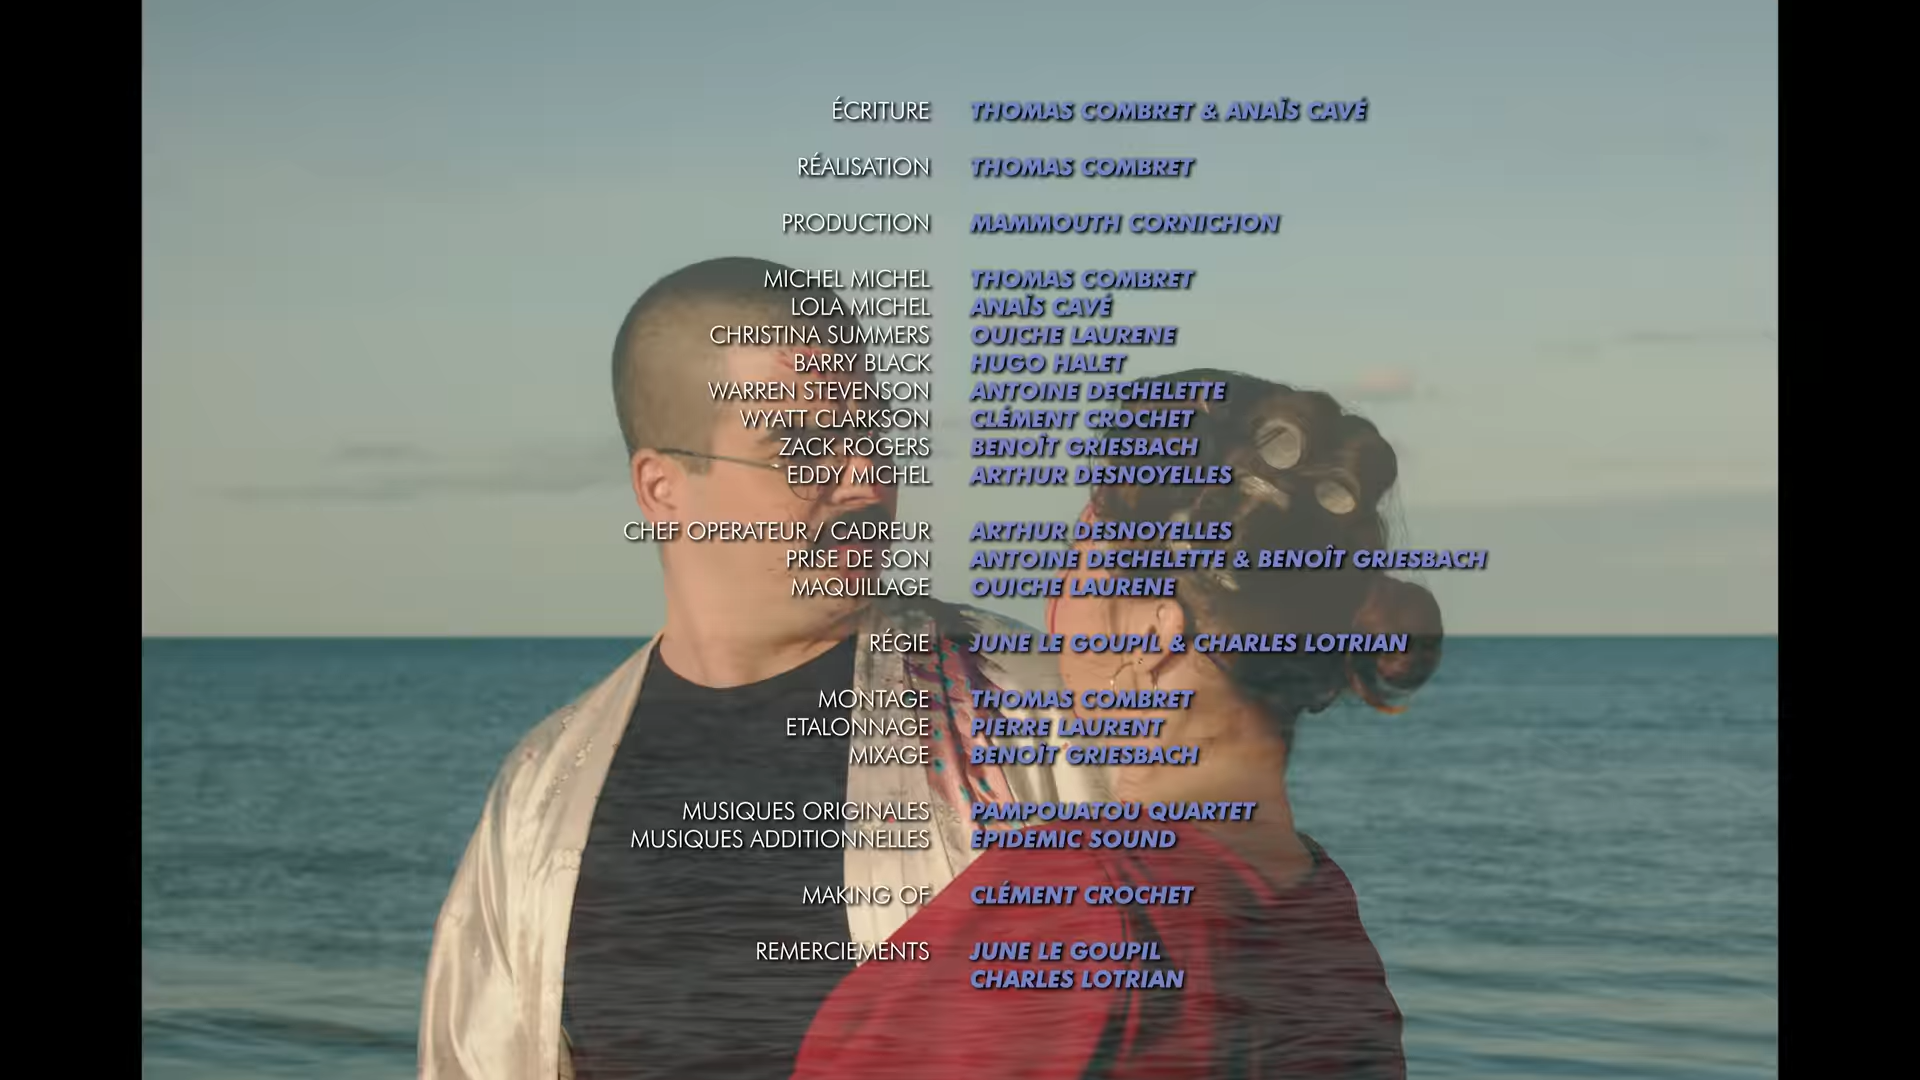 ÉCRITURE THOMAS COMBRET & ANAÏS CAVÉ
RÉALISATION THOMAS COMBRET
PRODUCTION MAMMOUTH CORNICHON
MICHEL MICHEL THOMAS COMBRET
LOLA MICHEL ANAÏS CAVÉ
CHRISTINA SUMMERS OUICHE LAURENE
BARRY BLACK HUGO HALET
WARREN STEVENSON ANTOINE DECHELETTE
WYATT CLARKSON CLÉMENT CROCHET
ZACK ROGERS BENOÎT GRIESBACH
EDDY MICHEL ARTHUR DESNOYELLES
CHEF OPERATEUR / CADREUR ARTHUR DESNOYELLES
PRISE DE SON ANTOINE DECHELETTE & BENOÎT GRIESBACH
MAQUILLAGE OUICHE LAURENE
RÉGIE JUNE LE GOUPIL & CHARLES LOTRIAN
MONTAGE THOMAS COMBRET
ETALONNAGE PIERRE LAURENT
MIXAGE BENOÎT GRIESBACH
MUSIQUES ORIGINALES PAMPOUATOU QUARTET
MUSIQUES ADDITIONNELLES EPIDEMIC SOUND
MAKING OF CLÉMENT CROCHET
REMERCIEMENTS JUNE LE GOUPIL
CHARLES LOTRIAN